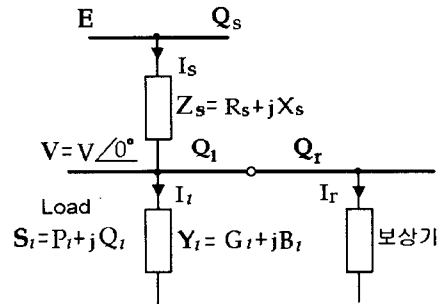 E Qs
Is
Zs= Rs+jXs
V=V∠0° Ql Qr
Il Ir
Load
Sl=Pl+jQl Yl= Gl+jBl 보상기